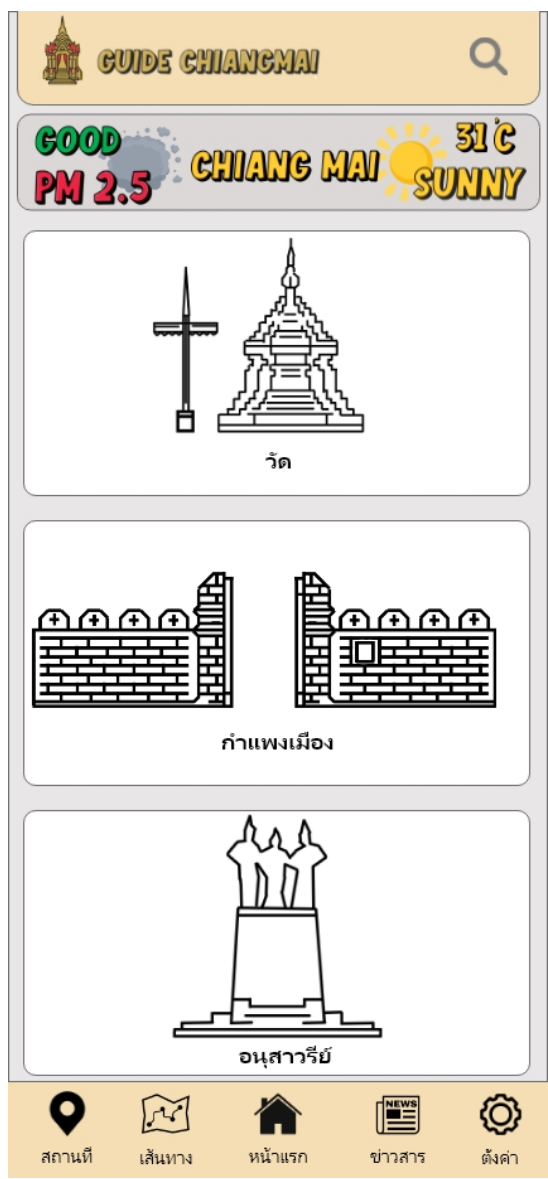 GUIDE CHIANGMAI
GOOD
PM 2.5
CHIANG MAI
31°C
SUNNY
วัด
กำแพงเมือง
อนุสาวรีย์
NEWS
สถานที่
เส้นทาง
หน้าแรก
ข่าวสาร
ตั้งค่า